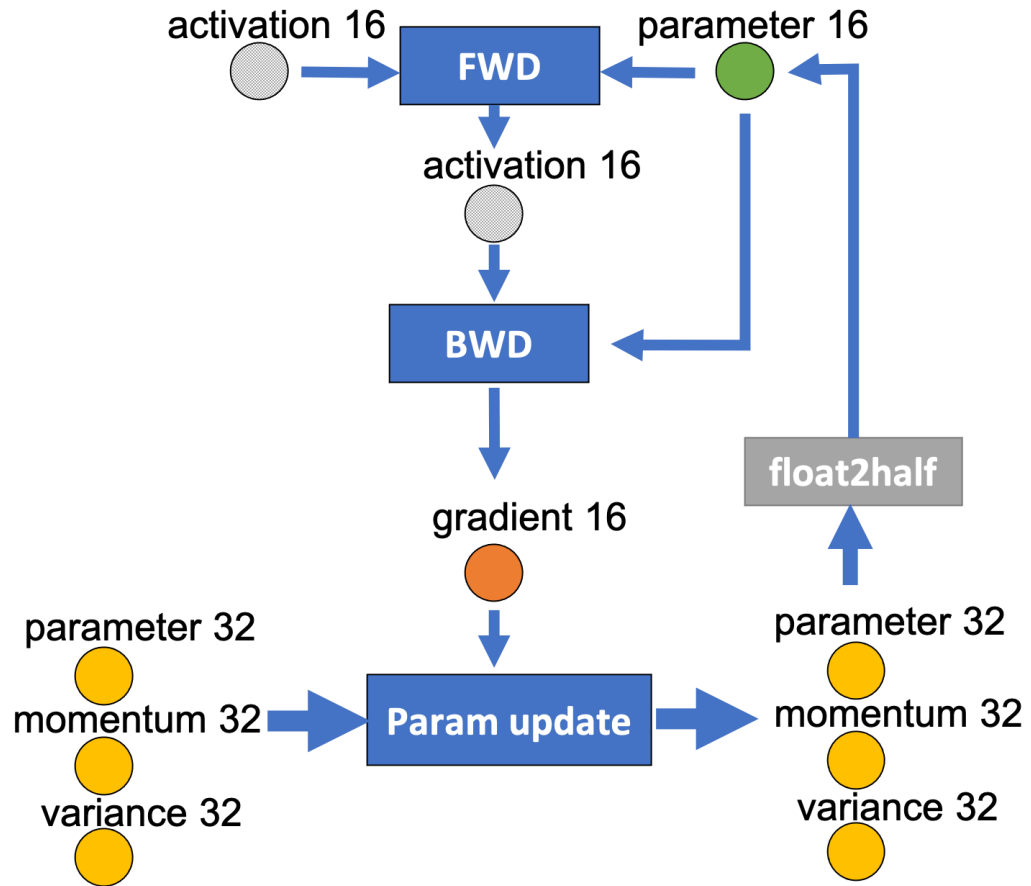 activation 16
FWD
parameter 16
activation 16
BWD
float2half
gradient 16
parameter 32
momentum 32
variance 32
Param update
parameter 32
momentum 32
variance 32